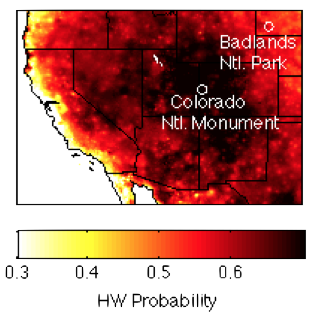 Badlands
Ntl. Park
Colorado
Ntl. Monument
0.3 0.4 0.5 0.6
HW Probability